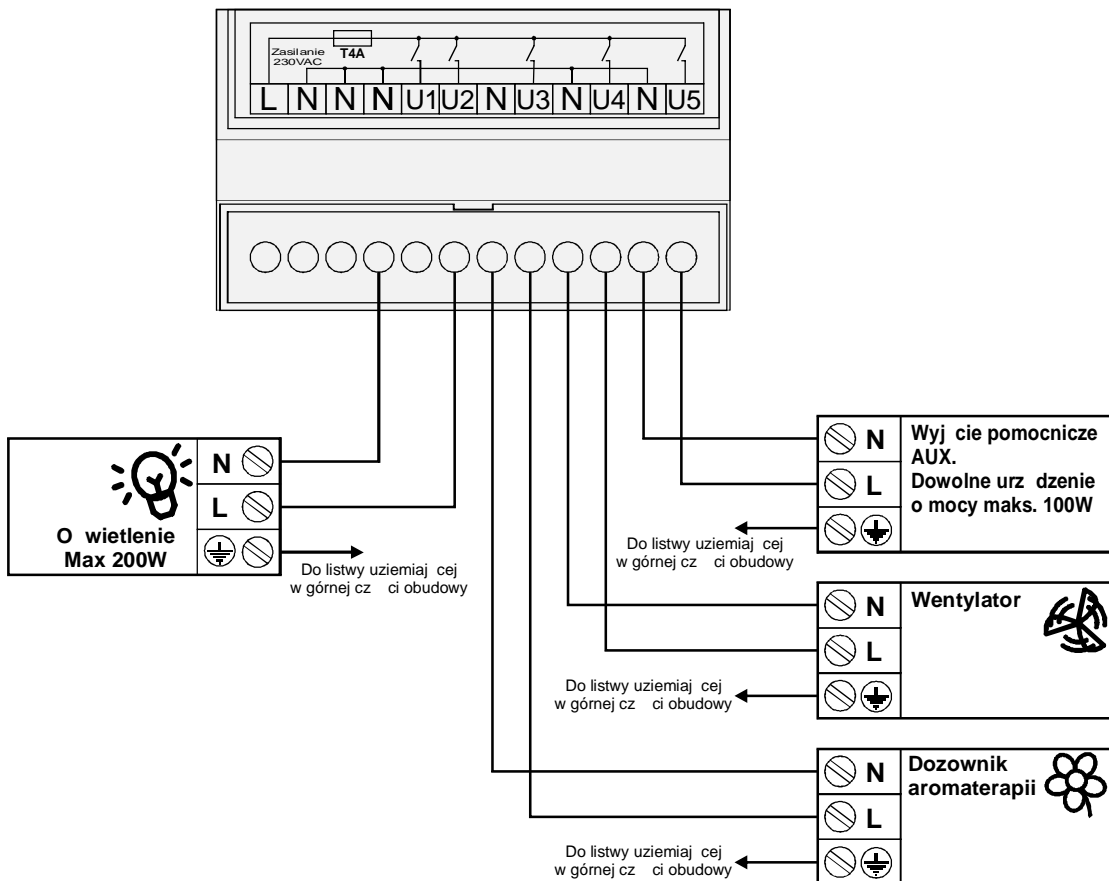 Zasilanie
230VAC
T4A
L N N N U1 U2 N U3 N U4 N U5
N
L
O wietlenie
Max 200W
Do listwy uziemiaj cej
w górnej cz ci obudowy
N
L
Wyj cie pomocnicze
AUX.
Dowolne urz dzenie
o mocy maks. 100W
Do listwy uziemiaj cej
w górnej cz ci obudowy
N
L
Wentylator
Do listwy uziemiaj cej
w górnej cz ci obudowy
N
L
Dozownik
aromaterapii
Do listwy uziemiaj cej
w górnej cz ci obudowy